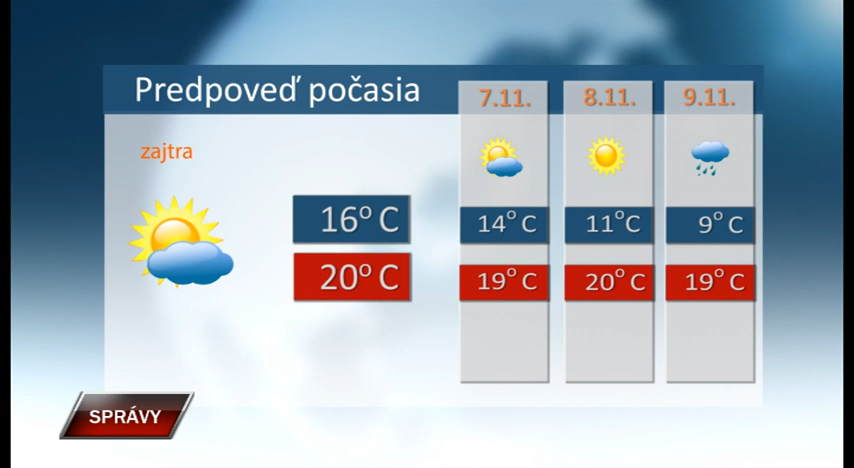 Predpoveď počasia
zajtra
16° C
20° C
7.11.
14° C
19° C
8.11.
11°C
20° C
9.11.
9° C
19° C
SPRÁVY